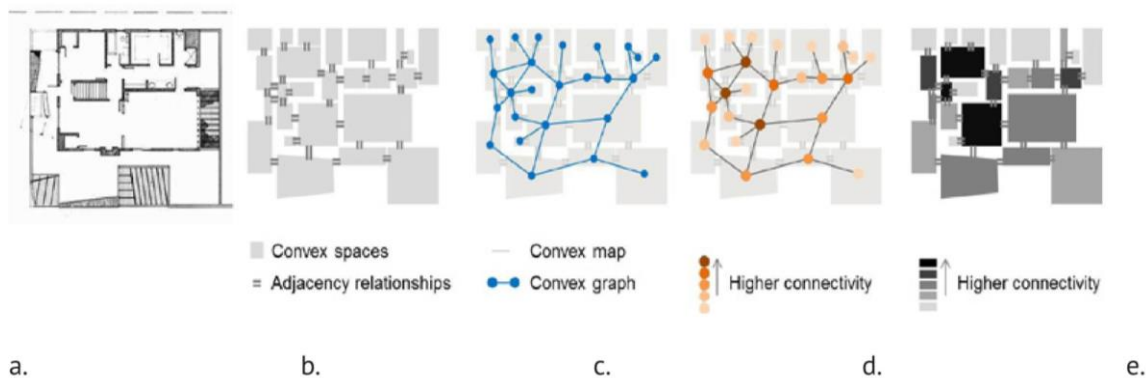 Convex spaces
Adjacency relationships
Convex map
Convex graph
Higher connectivity
Higher connectivity
a.
b.
c.
d.
e.